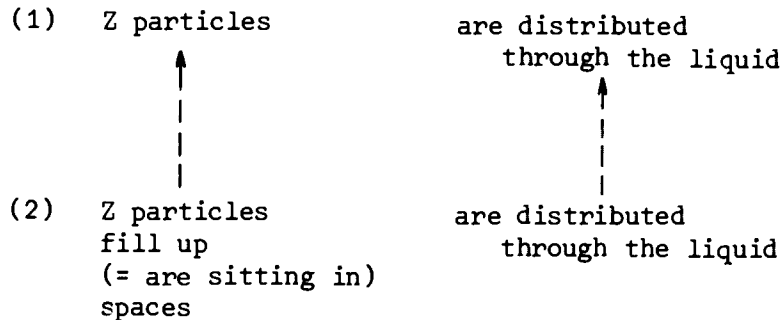 (1) Z particles are distributed
through the liquid
(2) Z particles are distributed
fill up through the liquid
(= are sitting in)
spaces